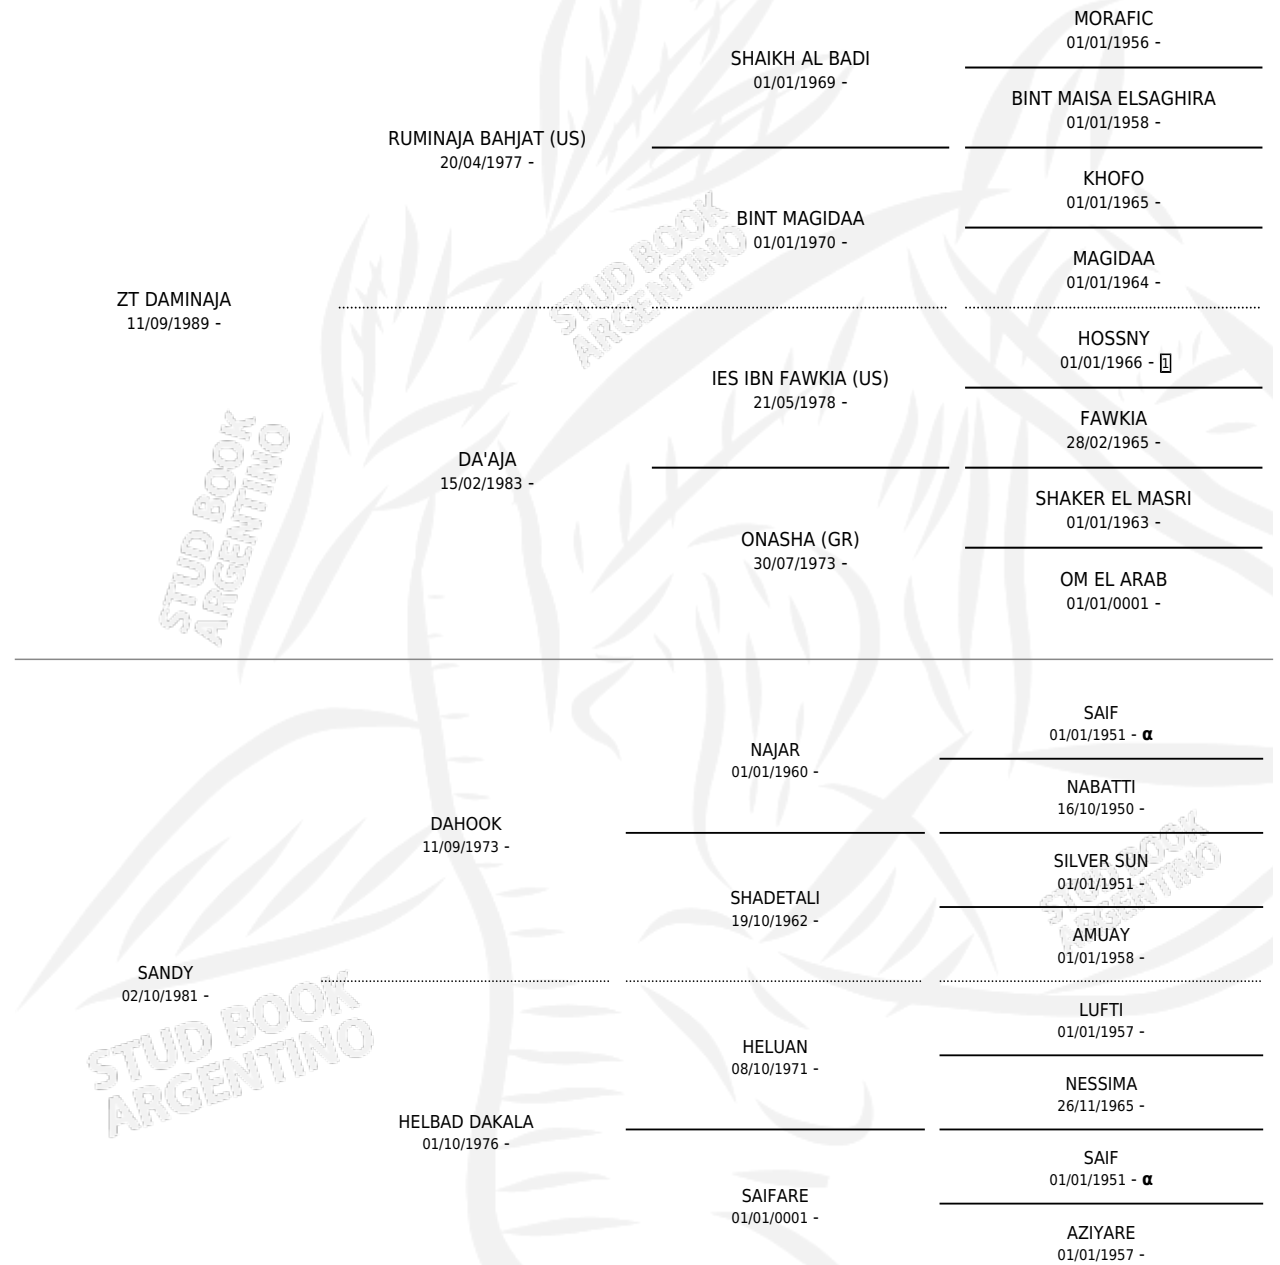 MORAFIC
01/01/1956 -
SHAIKH AL BADI
01/01/1969 -
BINT MAISA ELSAGHIRA
01/01/1958 -
RUMINAJA BAHJAT (US)
20/04/1977 -
KHOFO
01/01/1965 -
BINT MAGIDAA
01/01/1970 -
MAGIDAA
01/01/1964 -
ZT DAMINAJA
11/09/1989 -
HOSSNY
01/01/1966 - 1
IES IBN FAWKIA (US)
21/05/1978 -
FAWKIA
28/02/1965 -
DA'AJA
15/02/1983 -
SHAKER EL MASRI
01/01/1963 -
ONASHA (GR)
30/07/1973 -
OM EL ARAB
01/01/0001 -
SAIF
01/01/1951 - α
NAJAR
01/01/1960 -
NABATTI
16/10/1950 -
DAHOOK
11/09/1973 -
SILVER SUN
01/01/1951 -
SHADETALI
19/10/1962 -
AMUAY
01/01/1958 -
SANDY
02/10/1981 -
LUFTI
01/01/1957 -
HELUAN
08/10/1971 -
NESSIMA
26/11/1965 -
HELBAD DAKALA
01/10/1976 -
SAIF
01/01/1951 - α
SAIFARE
01/01/0001 -
AZIYARE
01/01/1957 -
STUD BOOK
ARGENTINO
STUD BOOK
ARGENTINO
STUD BOOK
ARGENTINO
STUD BOOK
ARGENTINO